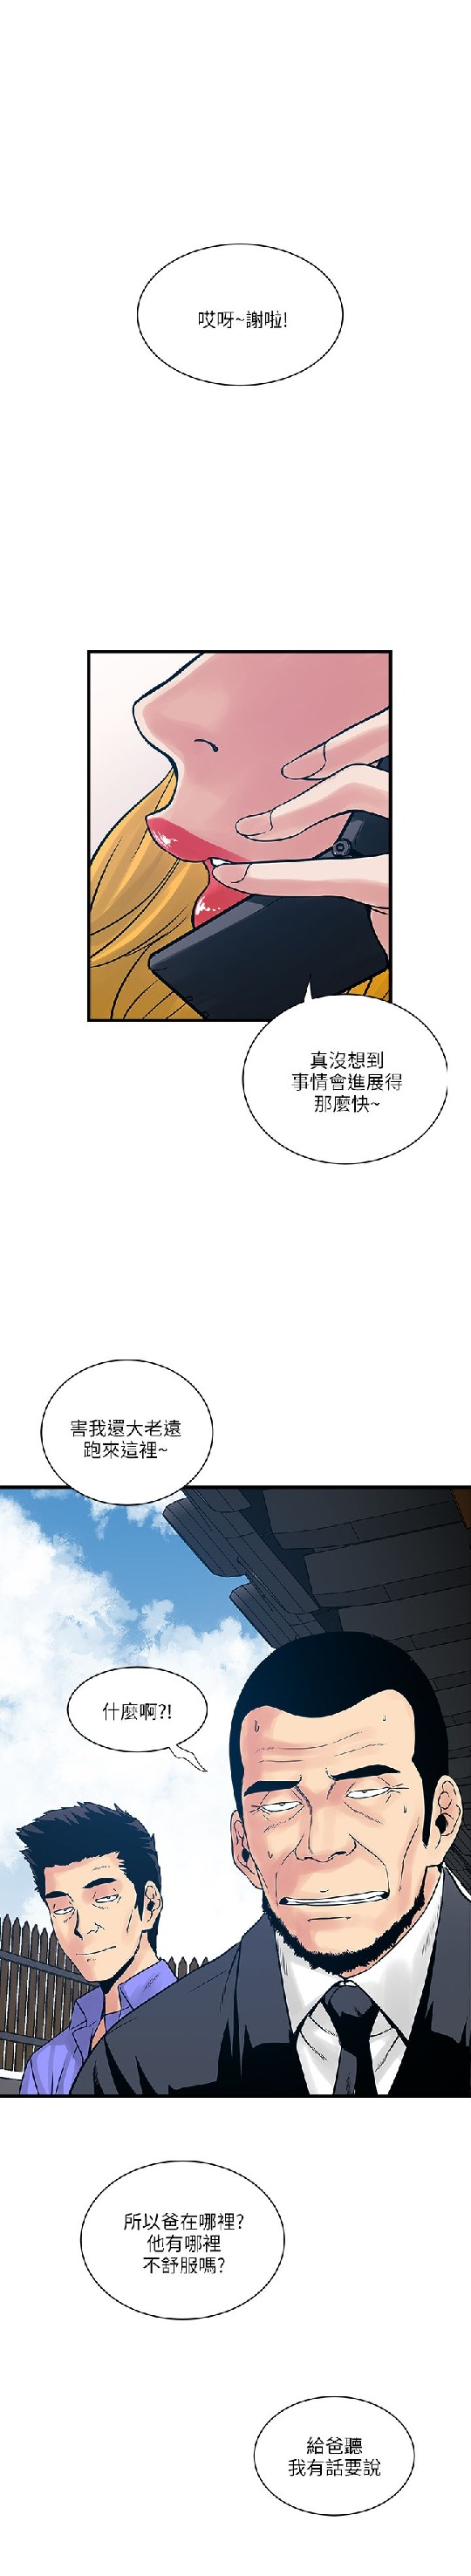 哎呀~謝啦!
真沒想到
事情會進展得
那麼快~
害我還大老遠
跑來這裡~
什麼啊?!
所以爸在哪裡?
他有哪裡
不舒服嗎?
給爸聽
我有話要說